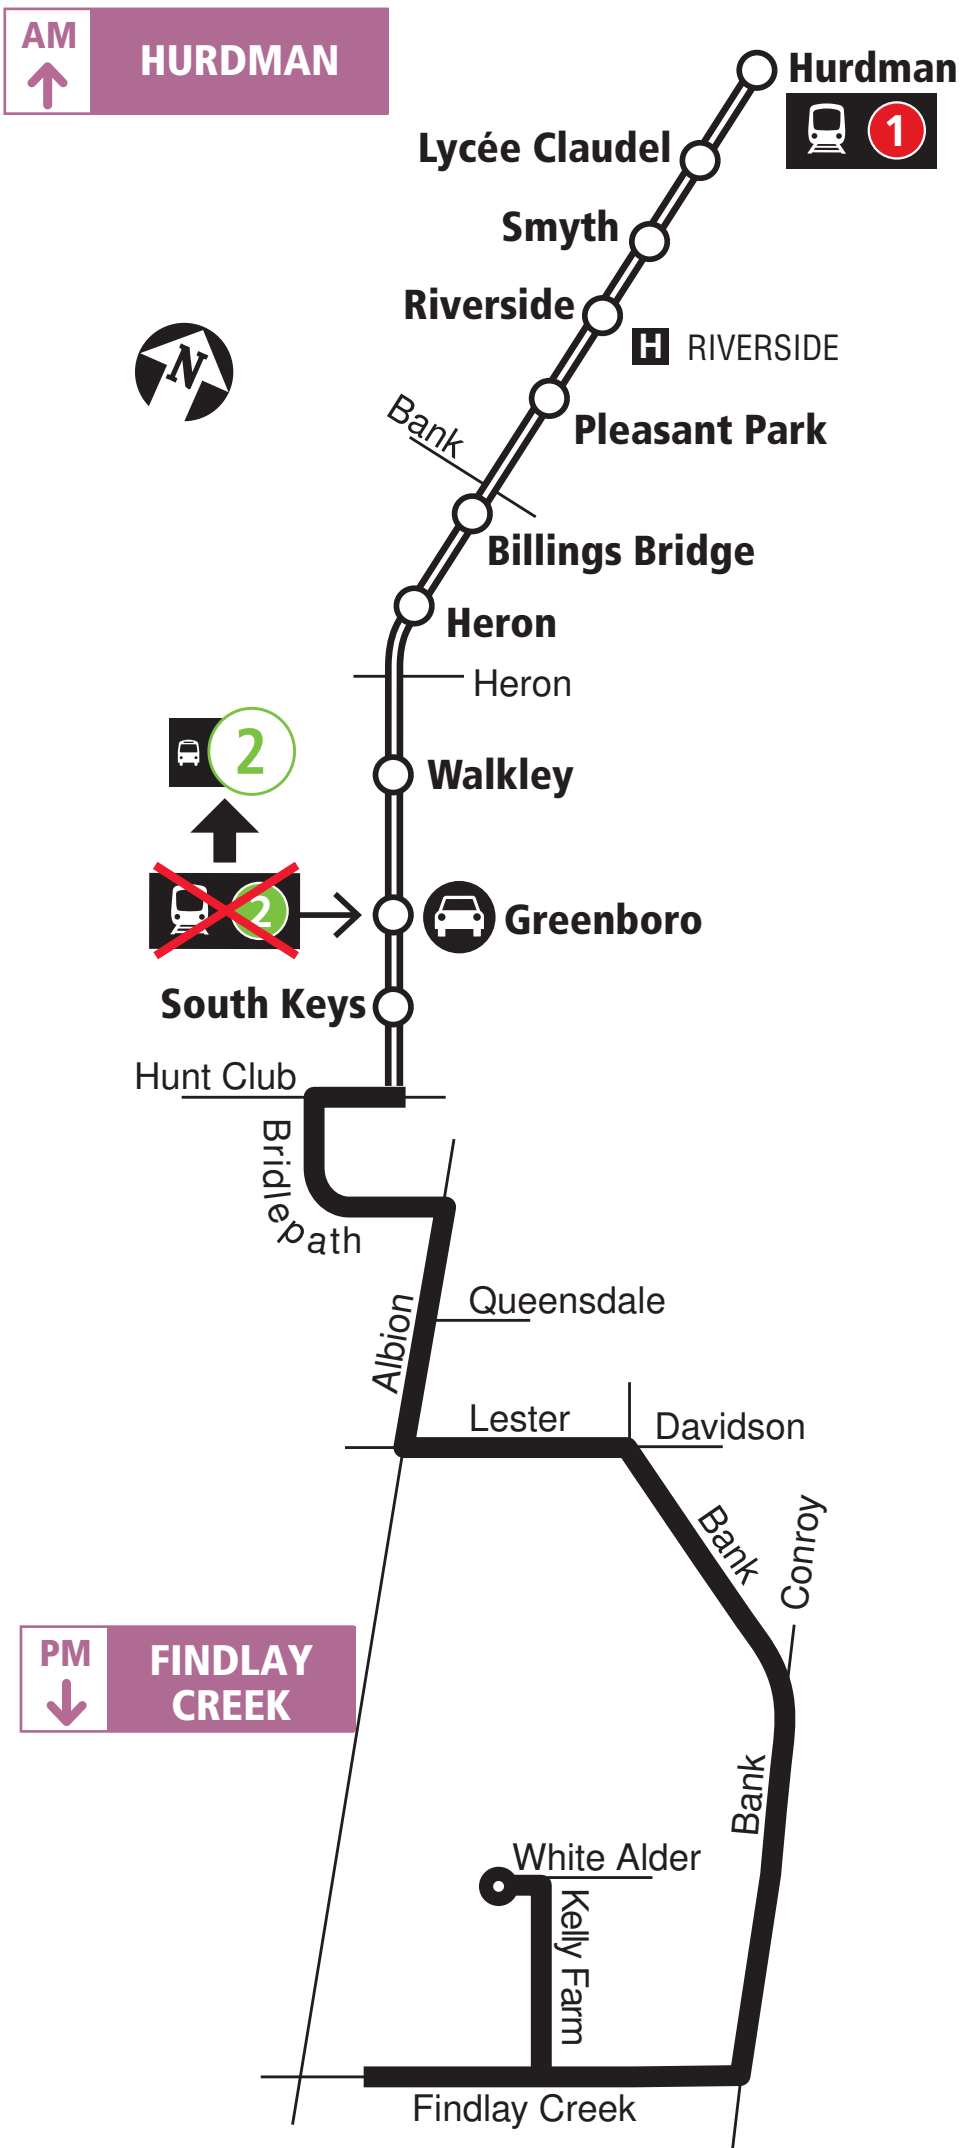 AM
HURDMAN
Hurdman
1
Lycée Claudel
Smyth
Riverside
H RIVERSIDE
N
Bank
Pleasant Park
Billings Bridge
Heron
Heron
2
Walkley
2
Greenboro
South Keys
Hunt Club
Bridlepath
Queensdale
Albion
Lester
Davidson
Bank
Conroy
PM
FINDLAY
CREEK
Bank
White Alder
Kelly Farm
Findlay Creek